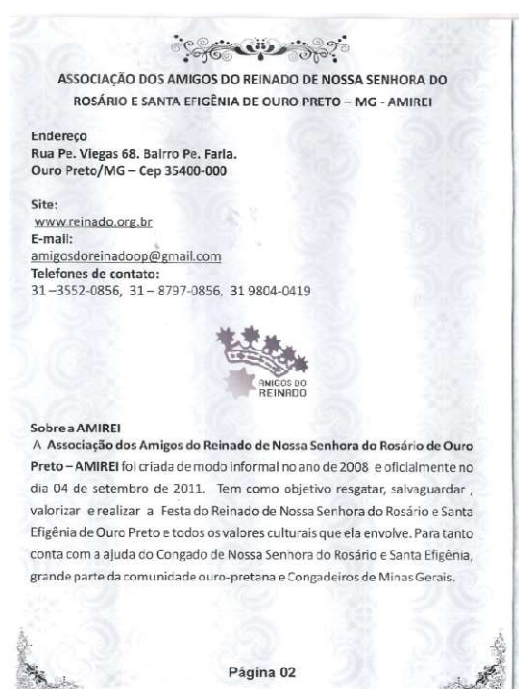 ASSOCIAÇÃO DOS AMIGOS DO REINADO DE NOSSA SENHORA DO
ROSÁRIO E SANTA EFIGÊNIA DE OURO PRETO – MG - AMIREI
Endereço
Rua Pe. Viegas 68. Bairro Pe. Faria.
Ouro Preto/MG – Cep 35400-000
Site:
www.reinado.org.br
E-mail:
amigosdoreinadoop@gmail.com
Telefones de contato:
31 –3552-0856, 31 – 8797-0856, 31 9804-0419
AMIGOS DO
REINADO
Sobre a AMIREI
A Associação dos Amigos do Reinado de Nossa Senhora do Rosário de Ouro
Preto – AMIREI foi criada de modo informal no ano de 2008 e oficialmente no
dia 04 de setembro de 2011. Tem como objetivo resgatar, salvaguardar ,
valorizar e realizar a Festa do Reinado de Nossa Senhora do Rosário e Santa
Efigênia de Ouro Preto e todos os valores culturais que ela envolve. Para tanto
conta com a ajuda do Congado de Nossa Senhora do Rosário e Santa Efigênia,
grande parte da comunidade ouro-pretana e Congadeiros de Minas Gerais.
Página 02